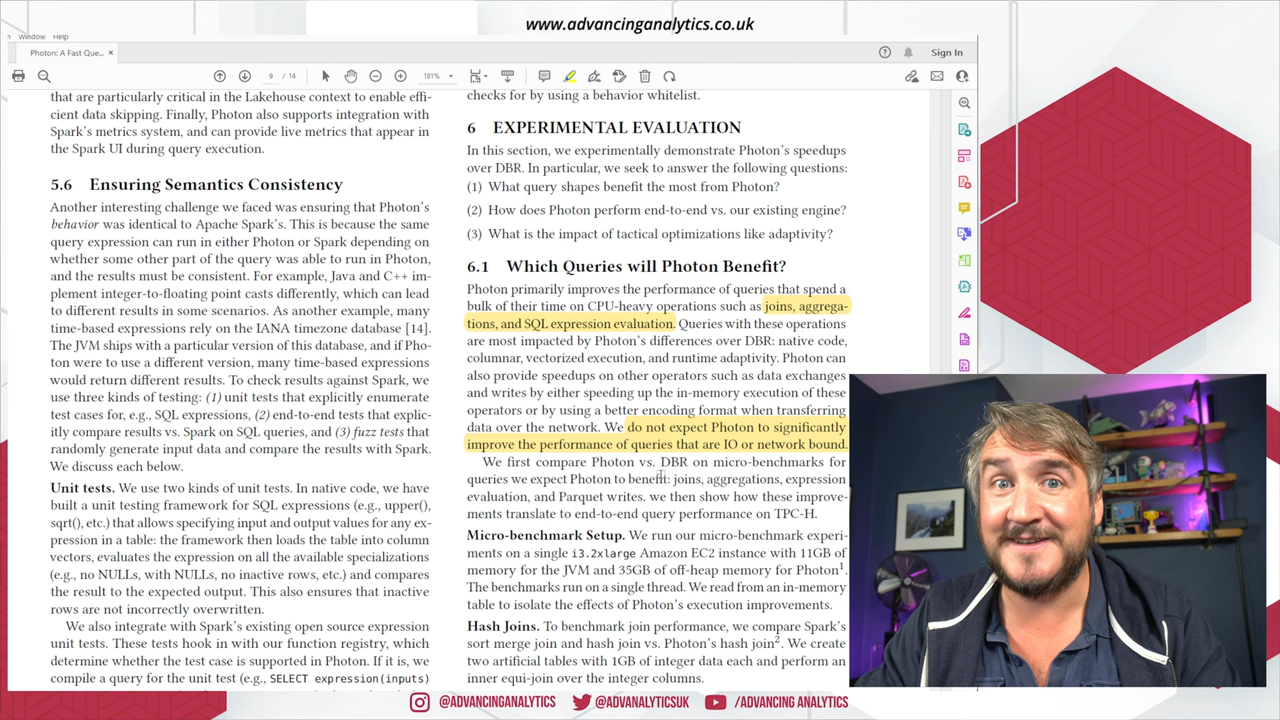 www.advancinganalytics.co.uk
Window Help
Photon: A Fast Que... ×
Sign In
9 / 14
181%
that are particularly critical in the Lakehouse context to enable effi-
cient data skipping. Finally, Photon also supports integration with
Spark's metrics system, and can provide live metrics that appear in
the Spark UI during query execution.
5.6 Ensuring Semantics Consistency
Another interesting challenge we faced was ensuring that Photon's
behavior was identical to Apache Spark's. This is because the same
query expression can run in either Photon or Spark depending on
whether some other part of the query was able to run in Photon,
and the results must be consistent. For example, Java and C++ im-
plement integer-to-floating point casts differently, which can lead
to different results in some scenarios. As another example, many
time-based expressions rely on the IANA timezone database [14].
The JVM ships with a particular version of this database, and if Pho-
ton were to use a different version, many time-based expressions
would return different results. To check results against Spark, we
use three kinds of testing: (1) unit tests that explicitly enumerate
test cases for, e.g., SQL expressions, (2) end-to-end tests that explic-
itly compare results vs. Spark on SQL queries, and (3) fuzz tests that
randomly generate input data and compare the results with Spark.
We discuss each below.
Unit tests. We use two kinds of unit tests. In native code, we have
built a unit testing framework for SQL expressions (e.g., upper(),
sqrt(), etc.) that allows specifying input and output values for any ex-
pression in a table: the framework then loads the table into column
vectors, evaluates the expression on all the available specializations
(e.g., no NULLs, with NULLs, no inactive rows, etc.) and compares
the result to the expected output. This also ensures that inactive
rows are not incorrectly overwritten.
We also integrate with Spark's existing open source expression
unit tests. These tests hook in with our function registry, which
determine whether the test case is supported in Photon. If it is, we
compile a query for the unit test (e.g., SELECT expression(inputs)
checks for by using a behavior whitelist.
6 EXPERIMENTAL EVALUATION
In this section, we experimentally demonstrate Photon's speedups
over DBR. In particular, we seek to answer the following questions:
(1) What query shapes benefit the most from Photon?
(2) How does Photon perform end-to-end vs. our existing engine?
(3) What is the impact of tactical optimizations like adaptivity?
6.1 Which Queries will Photon Benefit?
Photon primarily improves the performance of queries that spend a
bulk of their time on CPU-heavy operations such as joins, aggrega-
tions, and SQL expression evaluation. Queries with these operations
are most impacted by Photon's differences over DBR: native code,
columnar, vectorized execution, and runtime adaptivity. Photon can
also provide speedups on other operators such as data exchanges
and writes by either speeding up the in-memory execution of these
operators or by using a better encoding format when transferring
data over the network. We do not expect Photon to significantly
improve the performance of queries that are IO or network bound.
We first compare Photon vs. DBR on micro-benchmarks for
queries we expect Photon to benefit: joins, aggregations, expression
evaluation, and Parquet writes. we then show how these improve-
ments translate to end-to-end query performance on TPC-H.
Micro-benchmark Setup. We run our micro-benchmark experi-
ments on a single i3.2xlarge Amazon EC2 instance with 11GB of
memory for the JVM and 35GB of off-heap memory for Photon1.
The benchmarks run on a single thread. We read from an in-memory
table to isolate the effects of Photon's execution improvements.
Hash Joins. To benchmark join performance, we compare Spark's
sort merge join and hash join vs. Photon's hash join2. We create
two artificial tables with 1GB of integer data each and perform an
inner equi-join over the integer columns.
@ADVANCINGANALYTICS @ADVANALYTICSUK /ADVANCING ANALYTICS